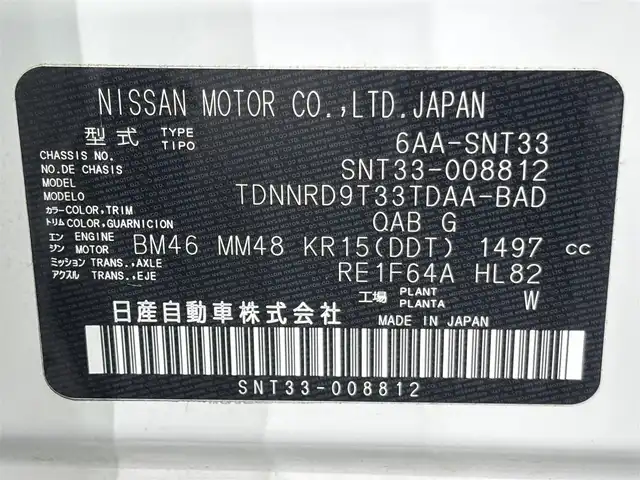 NISSAN MOTOR CO.,LTD.JAPAN
型式 TYPE TIPO 6AA-SNT33
CHASSIS NO. NO.DE CHASIS SNT33-008812
MODEL MODELO TDNNRD9T33TDAA-BAD
カラー COLOR,TRIM トリム COLOR,GUARNICION QAB G
エンジン ENGINE MOTOR BM46 MM48 KR15(DDT) 1497 CC
ミッション TRANS.,AXLE アクスル TRANS.,EJE RE1F64A HL82
工場 PLANT PLANTA W
日産自動車株式会社 MADE IN JAPAN
SNT33-008812